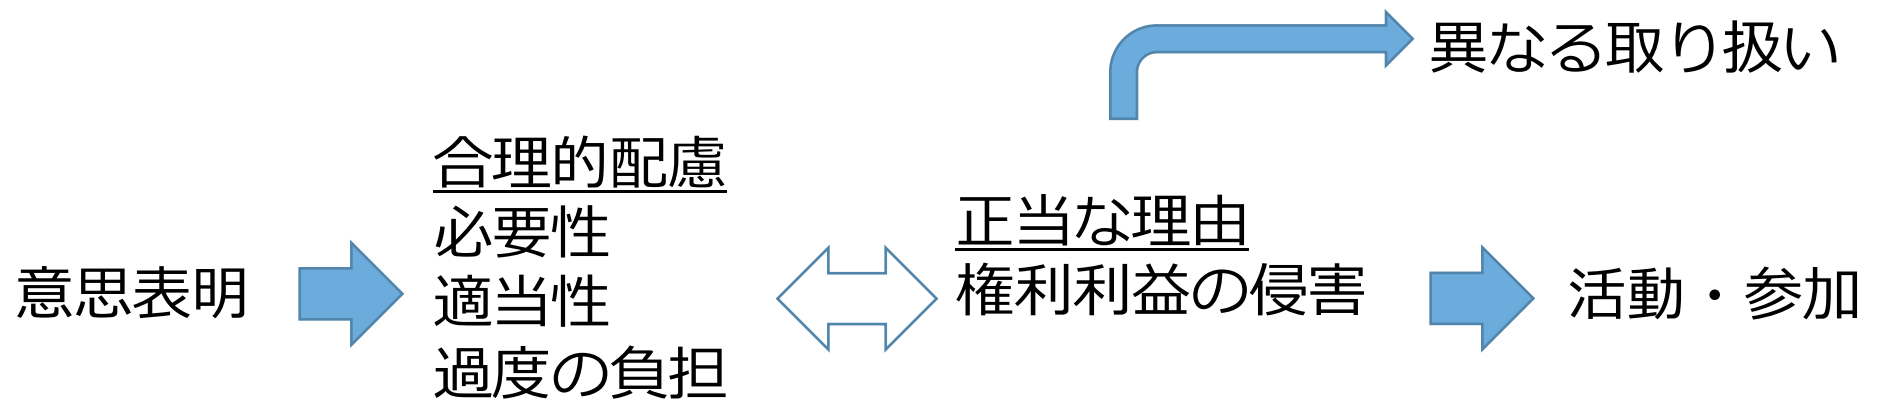 異なる取り扱い
意思表明
合理的配慮
必要性
適当性
過度の負担
正当な理由
権利利益の侵害
活動・参加